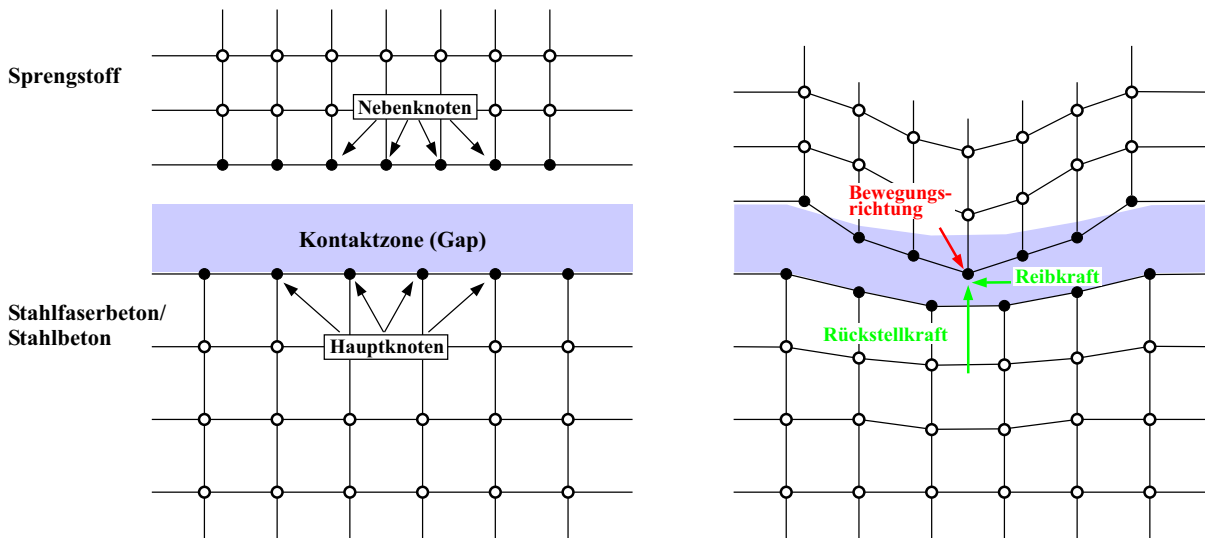 Sprengstoff
Nebenknoten
Kontaktzone (Gap)
Stahlfaserbeton/
Stahlbeton
Hauptknoten
Bewegungs-
richtung
Reibkraft
Rückstellkraft